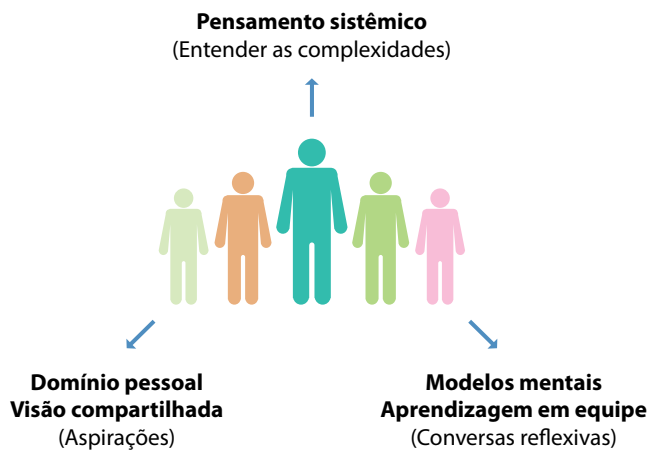 Pensamento sistêmico
(Entender as complexidades)
Domínio pessoal
Visão compartilhada
(Aspirações)
Modelos mentais
Aprendizagem em equipe
(Conversas reflexivas)